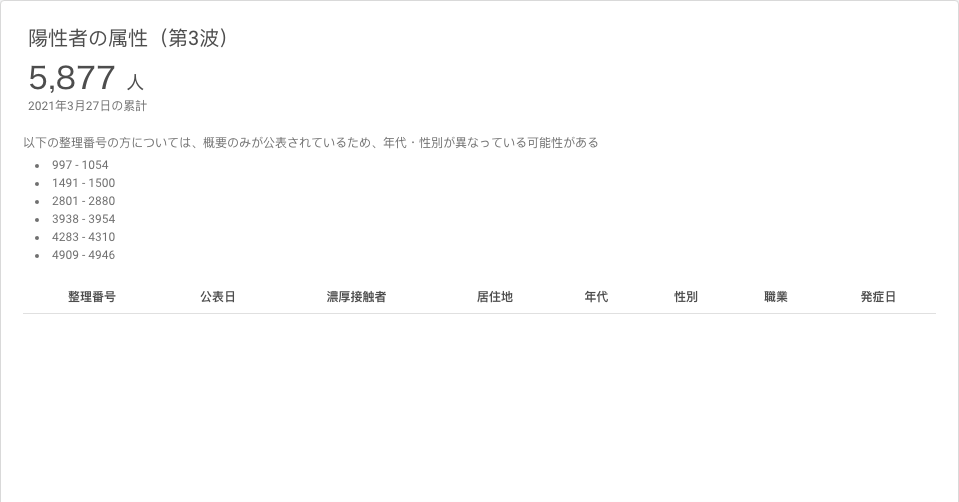 陽性者の属性（第3波）
5,877 人
2021年3月27日の累計
以下の整理番号の方については、概要のみが公表されているため、年代・性別が異なっている可能性がある
• 997 - 1054
• 1491 - 1500
• 2801 - 2880
• 3938 - 3954
• 4283 - 4310
• 4909 - 4946
整理番号 公表日 濃厚接触者 居住地 年代 性別 職業 発症日